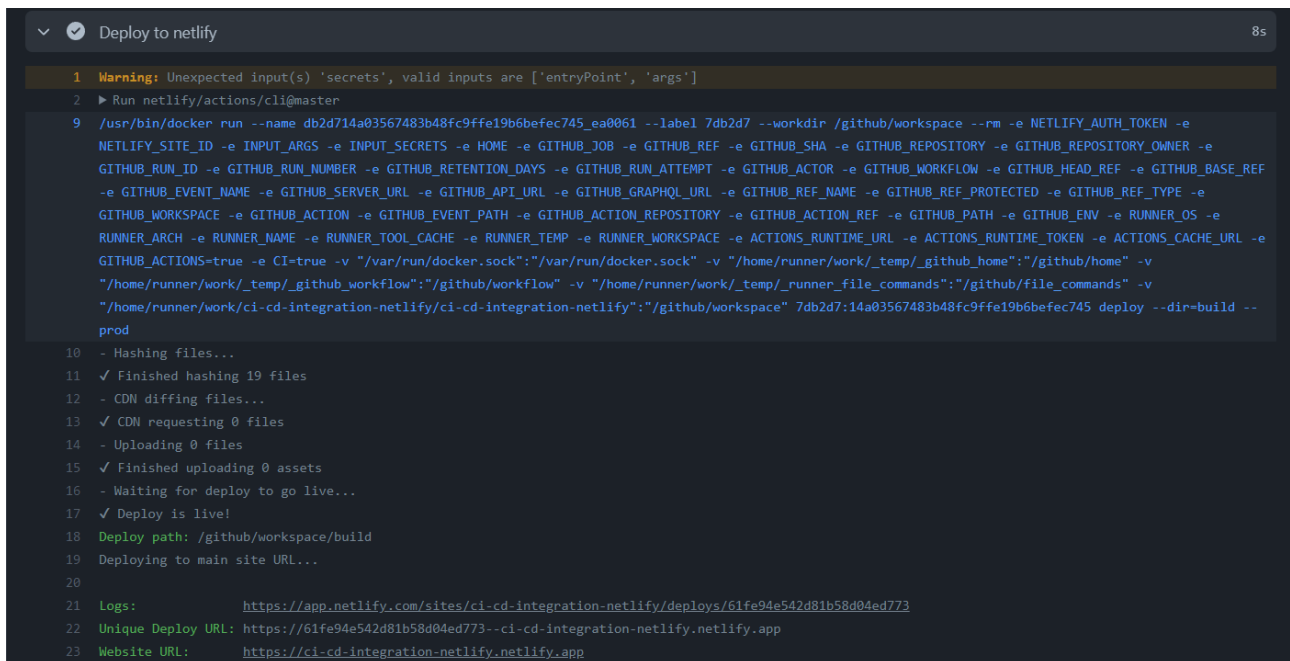 Deploy to netlify 8s
1 Warning: Unexpected input(s) 'secrets', valid inputs are ['entryPoint', 'args']
2 ▶ Run netlify/actions/cli@master
9 /usr/bin/docker run --name db2d714a03567483b48fc9ffe19b6befec745_ea0061 --label 7db2d7 --workdir /github/workspace --rm -e NETLIFY_AUTH_TOKEN -e
NETLIFY_SITE_ID -e INPUT_ARGS -e INPUT_SECRETS -e HOME -e GITHUB_JOB -e GITHUB_REF -e GITHUB_SHA -e GITHUB_REPOSITORY -e GITHUB_REPOSITORY_OWNER -e
GITHUB_RUN_ID -e GITHUB_RUN_NUMBER -e GITHUB_RETENTION_DAYS -e GITHUB_RUN_ATTEMPT -e GITHUB_ACTOR -e GITHUB_WORKFLOW -e GITHUB_HEAD_REF -e GITHUB_BASE_REF
-e GITHUB_EVENT_NAME -e GITHUB_SERVER_URL -e GITHUB_API_URL -e GITHUB_GRAPHQL_URL -e GITHUB_REF_NAME -e GITHUB_REF_PROTECTED -e GITHUB_REF_TYPE -e
GITHUB_WORKSPACE -e GITHUB_ACTION -e GITHUB_EVENT_PATH -e GITHUB_ACTION_REPOSITORY -e GITHUB_ACTION_REF -e GITHUB_PATH -e GITHUB_ENV -e RUNNER_OS -e
RUNNER_ARCH -e RUNNER_NAME -e RUNNER_TOOL_CACHE -e RUNNER_TEMP -e RUNNER_WORKSPACE -e ACTIONS_RUNTIME_URL -e ACTIONS_RUNTIME_TOKEN -e ACTIONS_CACHE_URL -e
GITHUB_ACTIONS=true -e CI=true -v "/var/run/docker.sock":"/var/run/docker.sock" -v "/home/runner/work/_temp/_github_home":"/github/home" -v
"/home/runner/work/_temp/_github_workflow":"/github/workflow" -v "/home/runner/work/_temp/_runner_file_commands":"/github/file_commands" -v
"/home/runner/work/ci-cd-integration-netlify/ci-cd-integration-netlify":"/github/workspace" 7db2d7:14a03567483b48fc9ffe19b6befec745 deploy --dir=build --
prod
10 - Hashing files...
11 ✓ Finished hashing 19 files
12 - CDN diffing files...
13 ✓ CDN requesting 0 files
14 - Uploading 0 files
15 ✓ Finished uploading 0 assets
16 - Waiting for deploy to go live...
17 ✓ Deploy is live!
18 Deploy path: /github/workspace/build
19 Deploying to main site URL...
20
21 Logs: https://app.netlify.com/sites/ci-cd-integration-netlify/deploys/61fe94e542d81b58d04ed773
22 Unique Deploy URL: https://61fe94e542d81b58d04ed773--ci-cd-integration-netlify.netlify.app
23 Website URL: https://ci-cd-integration-netlify.netlify.app